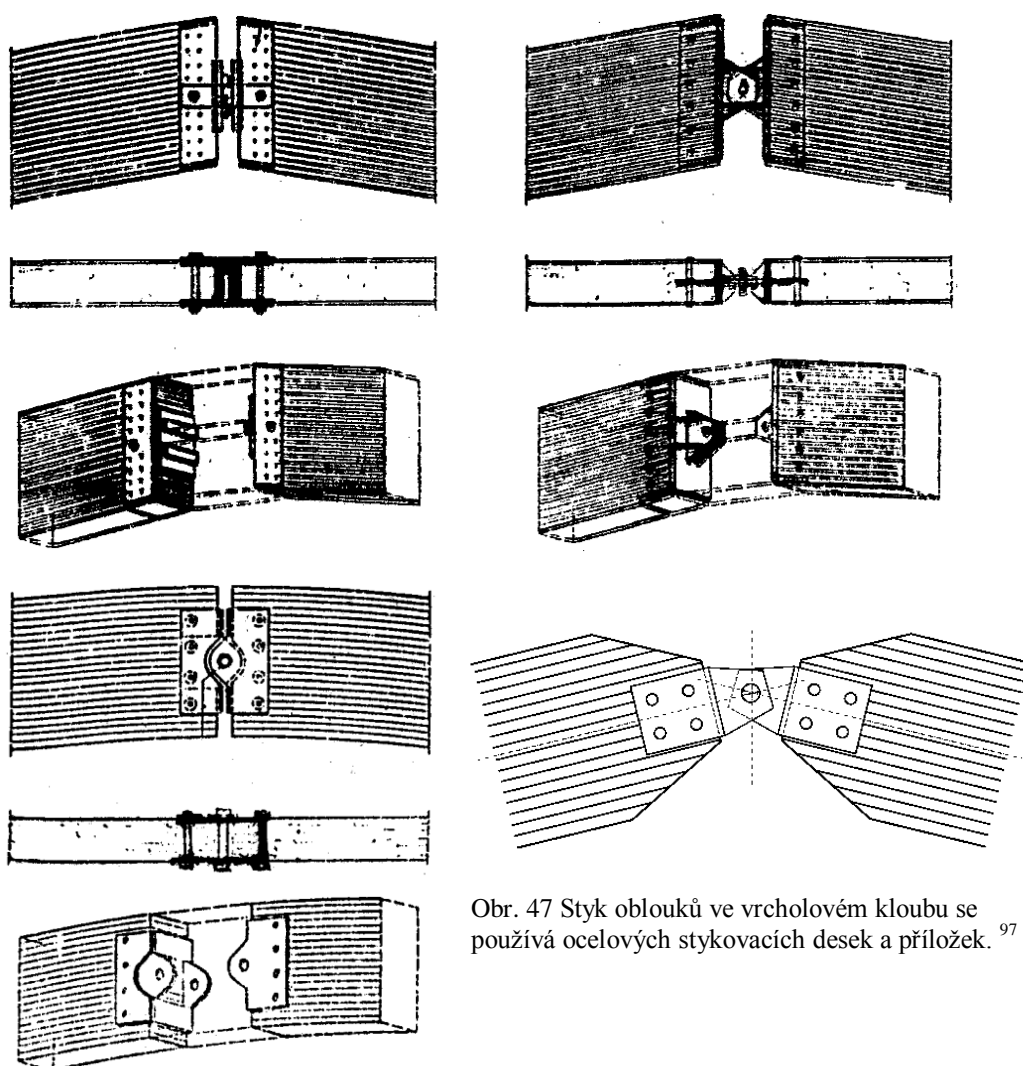 Obr. 47 Styk oblouků ve vrcholovém kloubu se
používá ocelových stykovacích desek a příložek. 97